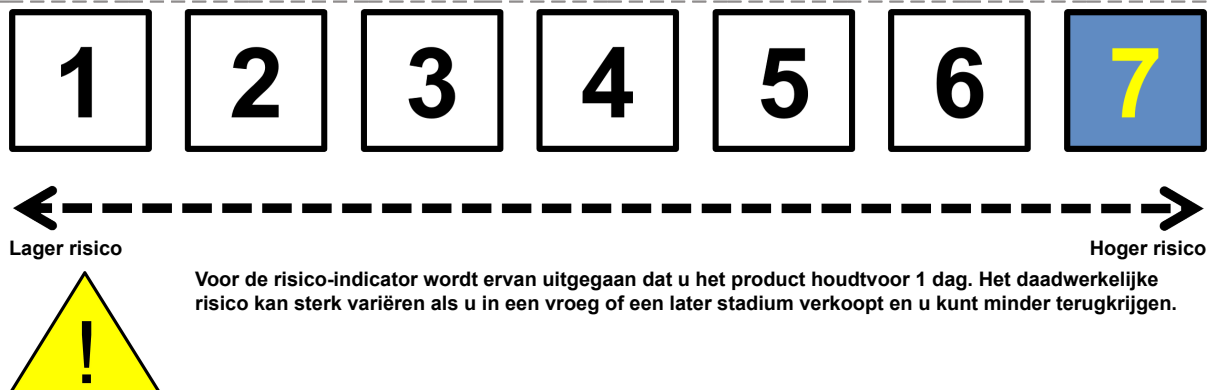 1 2 3 4 5 6 7
Lager risico Hoger risico
!
Voor de risico-indicator wordt ervan uitgegaan dat u het product houdtvoor 1 dag. Het daadwerkelijke
risico kan sterk variëren als u in een vroeg of een later stadium verkoopt en u kunt minder terugkrijgen.